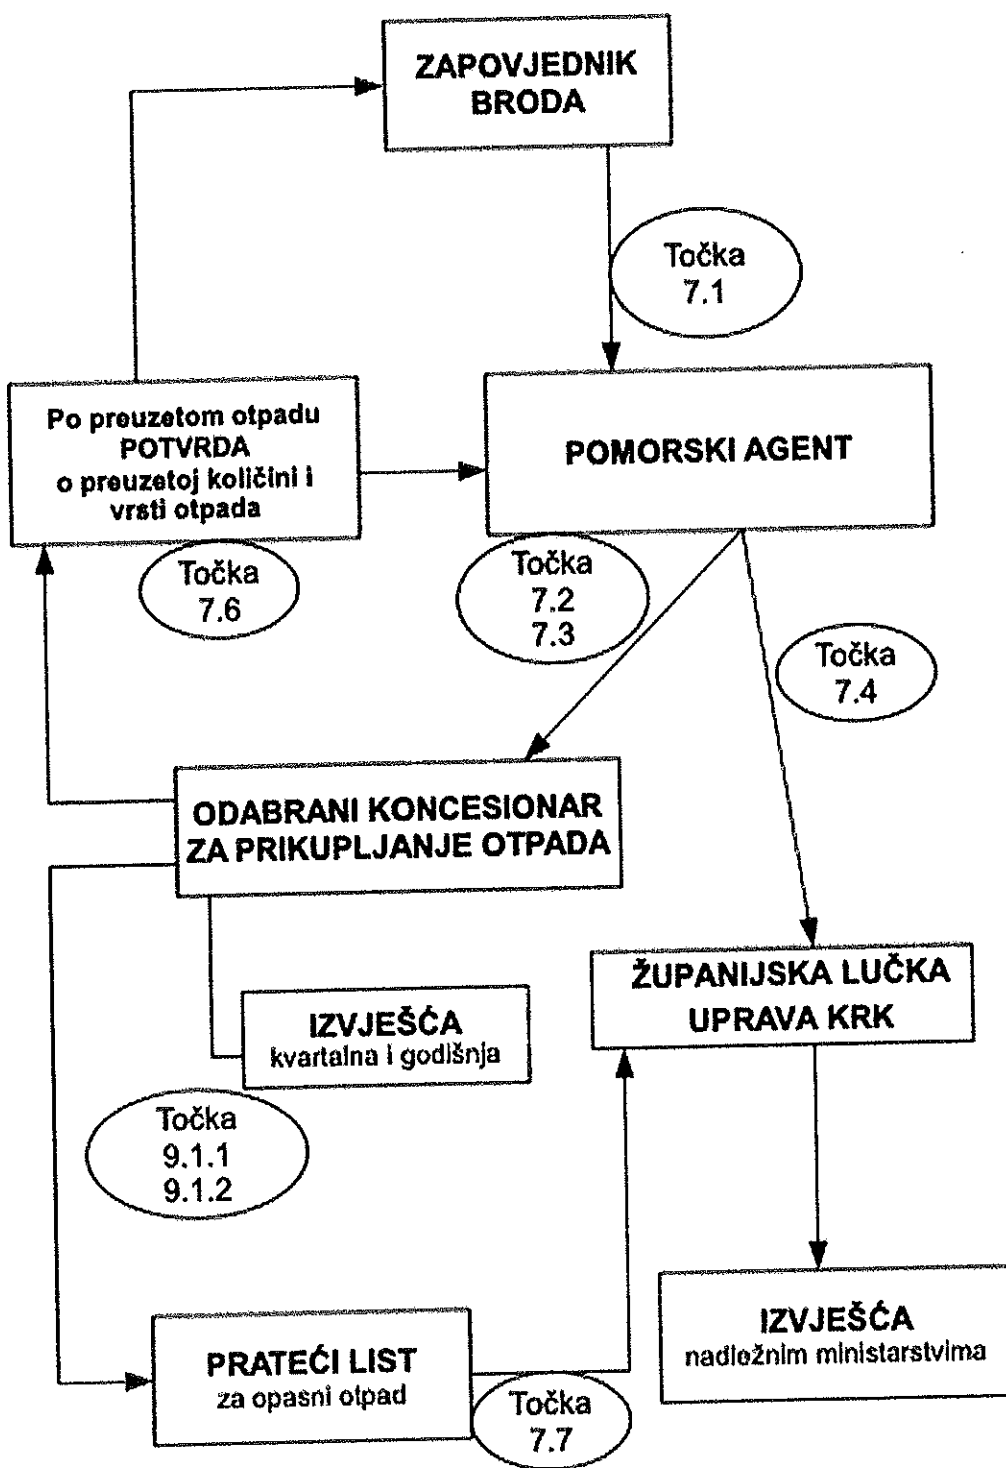 ZAPOVJEDNIK
BRODA
Točka
7.1
Po preuzetom otpadu
POTVRDA
o preuzetoj količini i
vrsti otpada
POMORSKI AGENT
Točka
7.6
Točka
7.2
7.3
Točka
7.4
ODABRANI KONCESIONAR
ZA PRIKUPLJANJE OTPADA
ŽUPANIJSKA LUČKA
UPRAVA KRK
IZVJEŠĆA
kvartalna i godišnja
Točka
9.1.1
9.1.2
PRATEĆI LIST
za opasni otpad
Točka
7.7
IZVJEŠĆA
nadležnim ministarstvima